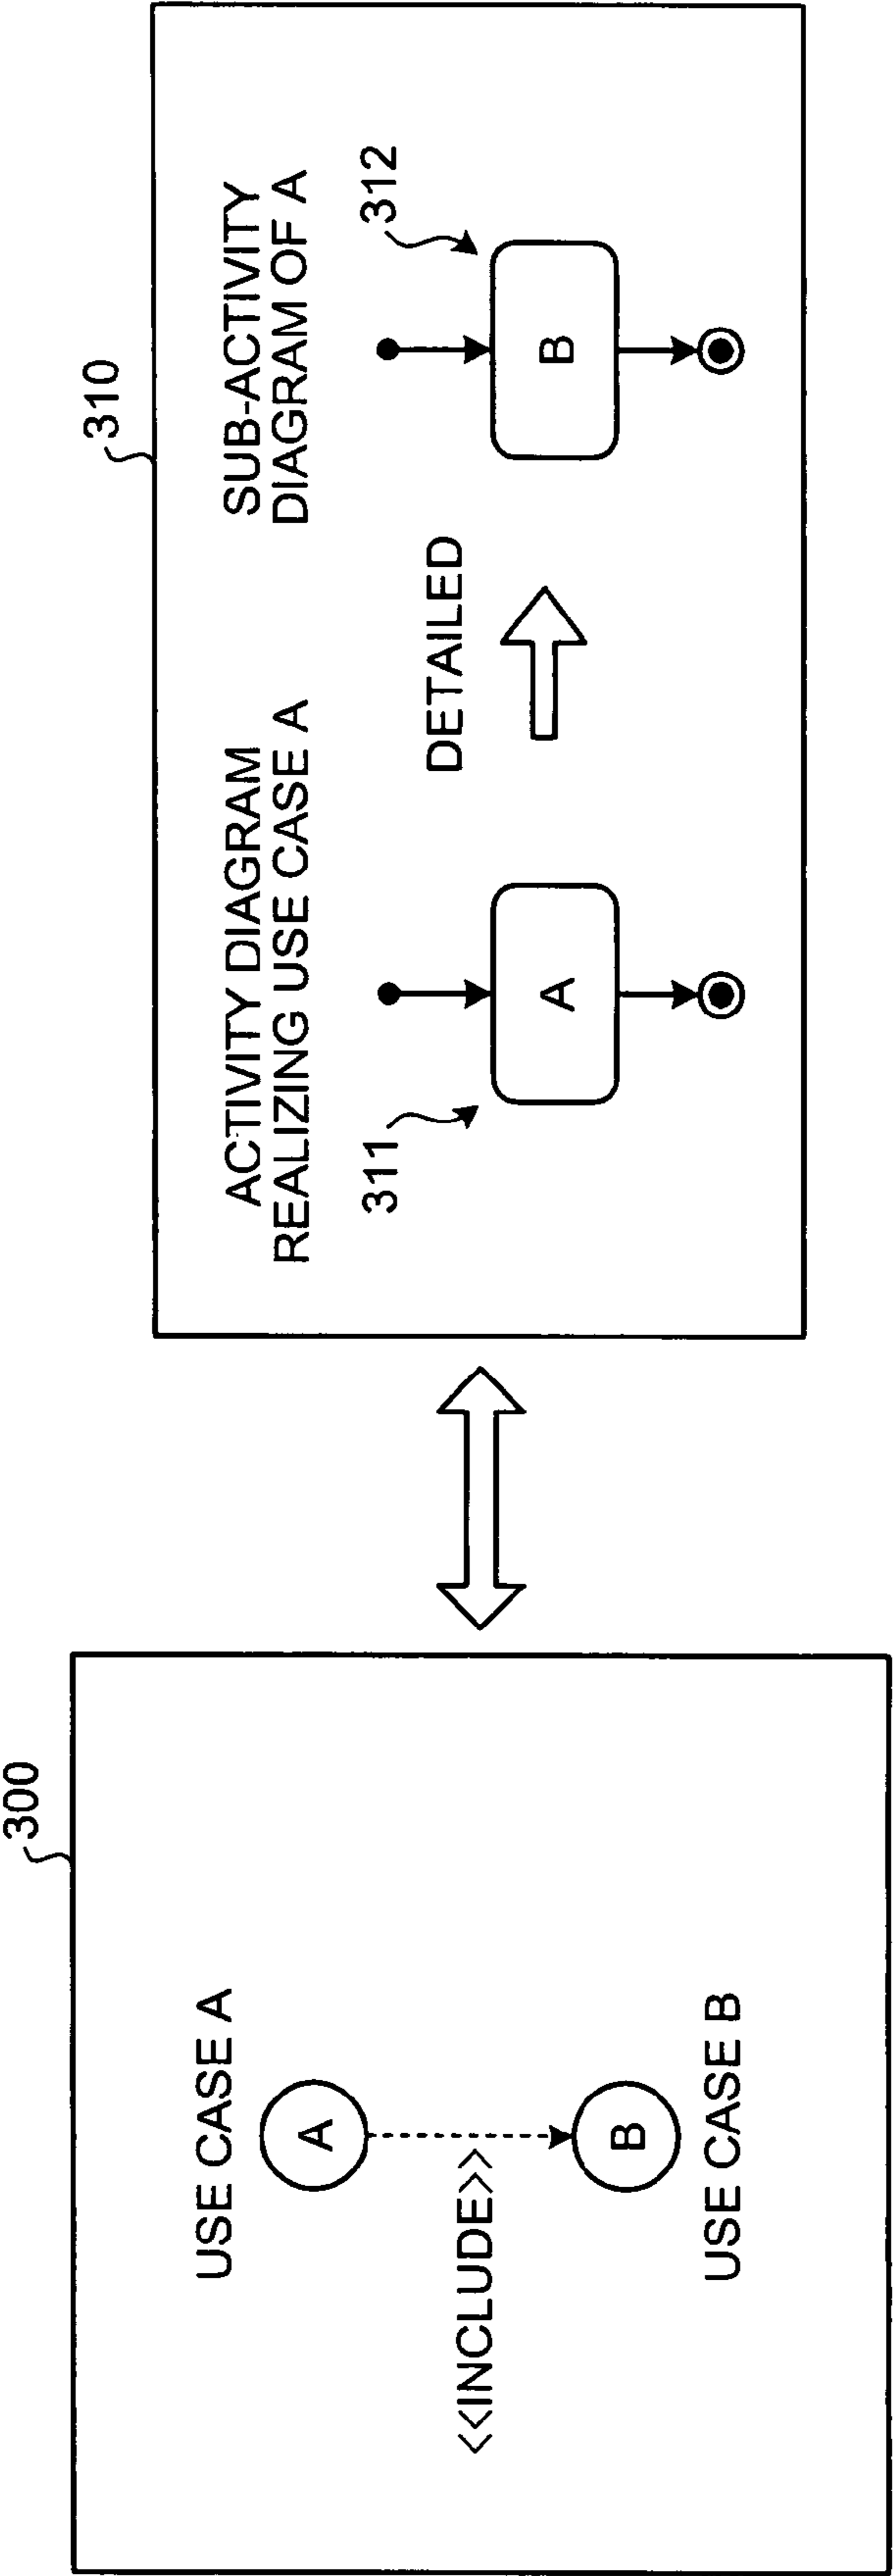 300
USE CASE A
A
<<INCLUDE>>
B
USE CASE B
310
ACTIVITY DIAGRAM
REALIZING USE CASE A
311
A
DETAILED
SUB-ACTIVITY
DIAGRAM OF A
312
B